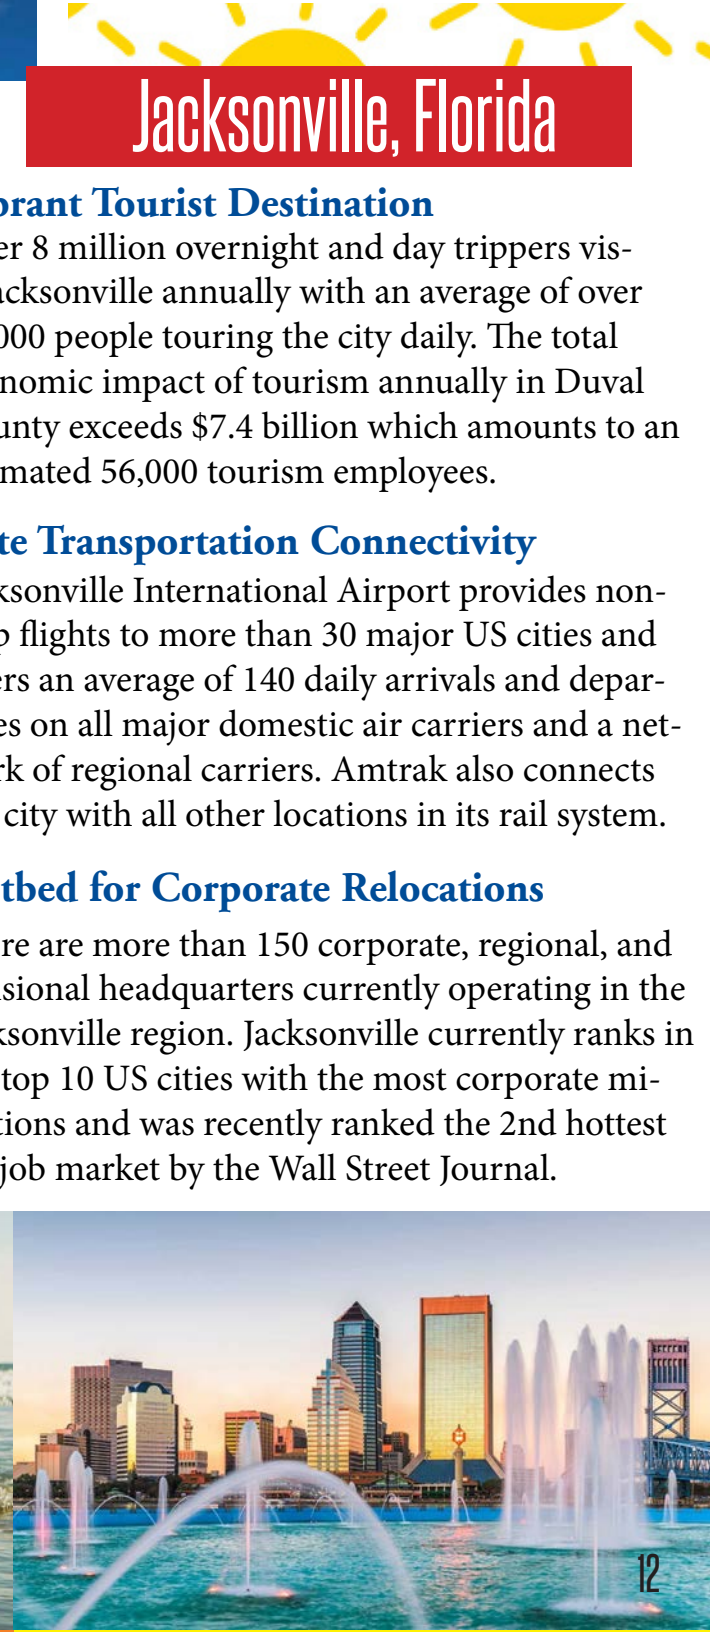 Jacksonville, Florida
brant Tourist Destination
er 8 million overnight and day trippers vis-
acksonville annually with an average of over
000 people touring the city daily. The total
nomic impact of tourism annually in Duval
unty exceeds $7.4 billion which amounts to an
mated 56,000 tourism employees.
te Transportation Connectivity
ksonville International Airport provides non-
p flights to more than 30 major US cities and
ers an average of 140 daily arrivals and depar-
es on all major domestic air carriers and a net-
rk of regional carriers. Amtrak also connects
city with all other locations in its rail system.
tbed for Corporate Relocations
re are more than 150 corporate, regional, and
isional headquarters currently operating in the
ksonville region. Jacksonville currently ranks in
top 10 US cities with the most corporate mi-
tions and was recently ranked the 2nd hottest
job market by the Wall Street Journal.
12